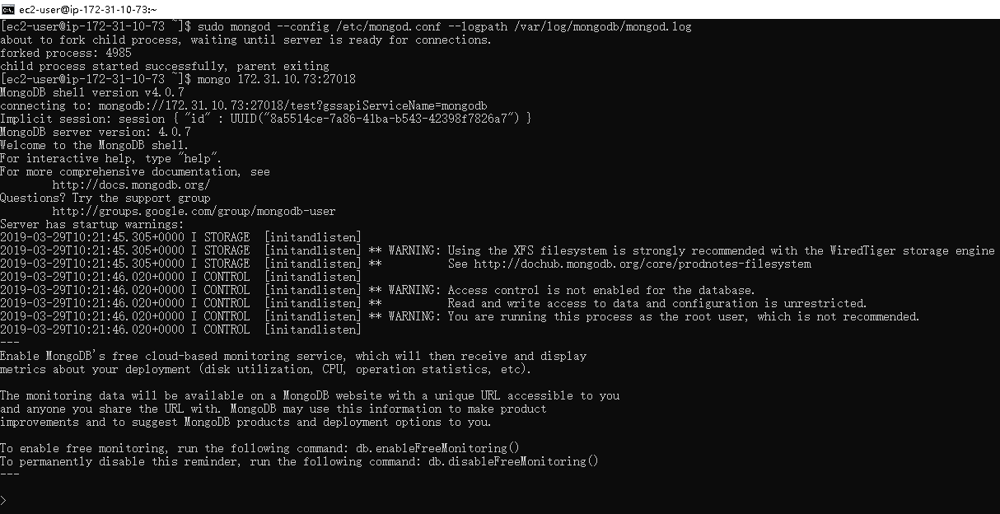 ec2-user@ip-172-31-10-73:~
[ec2-user@ip-172-31-10-73 ~]$ sudo mongod --config /etc/mongod.conf --logpath /var/log/mongodb/mongod.log
about to fork child process, waiting until server is ready for connections.
forked process: 4985
child process started successfully, parent exiting
[ec2-user@ip-172-31-10-73 ~]$ mongo 172.31.10.73:27018
MongoDB shell version v4.0.7
connecting to: mongodb://172.31.10.73:27018/test?gssapiServiceName=mongodb
Implicit session: session { "id" : UUID("8a5514ce-7a86-41ba-b543-42398f7826a7") }
MongoDB server version: 4.0.7
Welcome to the MongoDB shell.
For interactive help, type "help".
For more comprehensive documentation, see
        http://docs.mongodb.org/
Questions? Try the support group
        http://groups.google.com/group/mongodb-user
Server has startup warnings:
2019-03-29T10:21:45.305+0000 I STORAGE  [initandlisten]
2019-03-29T10:21:45.305+0000 I STORAGE  [initandlisten] ** WARNING: Using the XFS filesystem is strongly recommended with the WiredTiger storage engine
2019-03-29T10:21:45.305+0000 I STORAGE  [initandlisten] **          See http://dochub.mongodb.org/core/prodnotes-filesystem
2019-03-29T10:21:46.020+0000 I CONTROL  [initandlisten]
2019-03-29T10:21:46.020+0000 I CONTROL  [initandlisten] ** WARNING: Access control is not enabled for the database.
2019-03-29T10:21:46.020+0000 I CONTROL  [initandlisten] **          Read and write access to data and configuration is unrestricted.
2019-03-29T10:21:46.020+0000 I CONTROL  [initandlisten] ** WARNING: You are running this process as the root user, which is not recommended.
2019-03-29T10:21:46.020+0000 I CONTROL  [initandlisten]
---
Enable MongoDB's free cloud-based monitoring service, which will then receive and display
metrics about your deployment (disk utilization, CPU, operation statistics, etc).

The monitoring data will be available on a MongoDB website with a unique URL accessible to you
and anyone you share the URL with. MongoDB may use this information to make product
improvements and to suggest MongoDB products and deployment options to you.

To enable free monitoring, run the following command: db.enableFreeMonitoring()
To permanently disable this reminder, run the following command: db.disableFreeMonitoring()
---

>